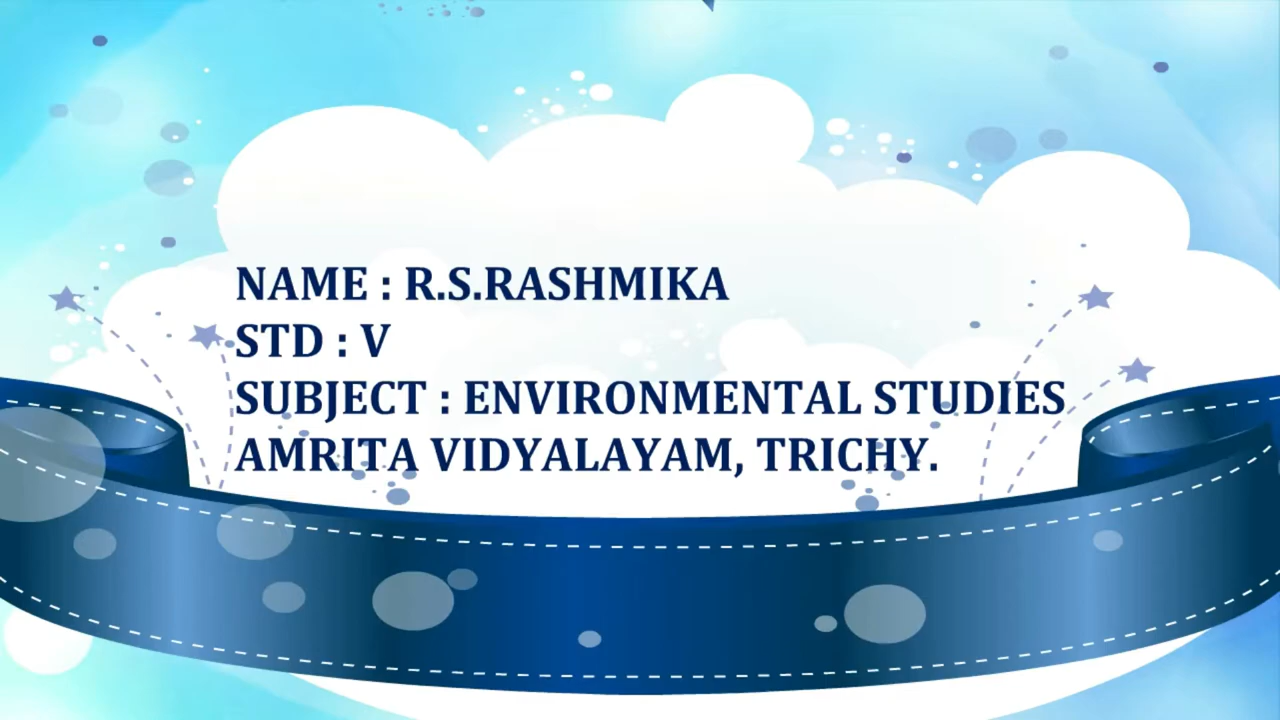 NAME : R.S.RASHMIKA
STD : V
SUBJECT : ENVIRONMENTAL STUDIES
AMRITA VIDYALAYAM, TRICHY.